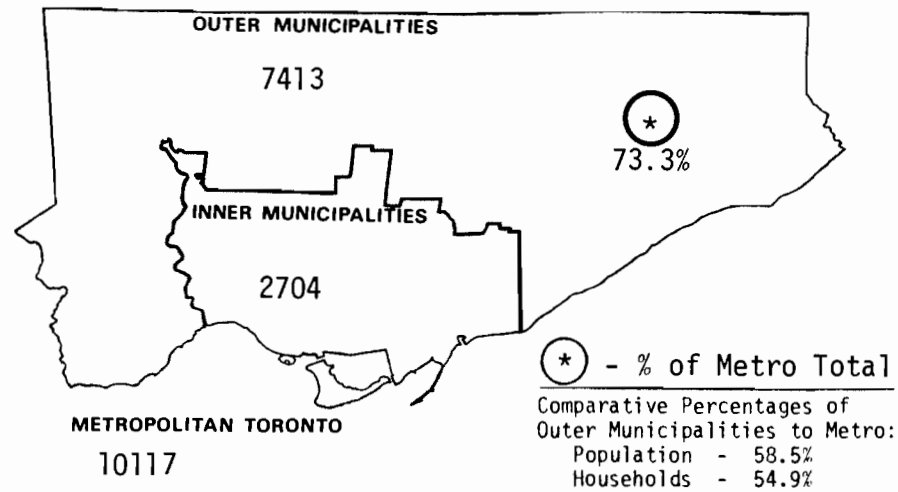 OUTER MUNICIPALITIES
7413
*
73.3%
INNER MUNICIPALITIES
2704
* - % of Metro Total
Comparative Percentages of
Outer Municipalities to Metro:
Population - 58.5%
Households - 54.9%
METROPOLITAN TORONTO
10117